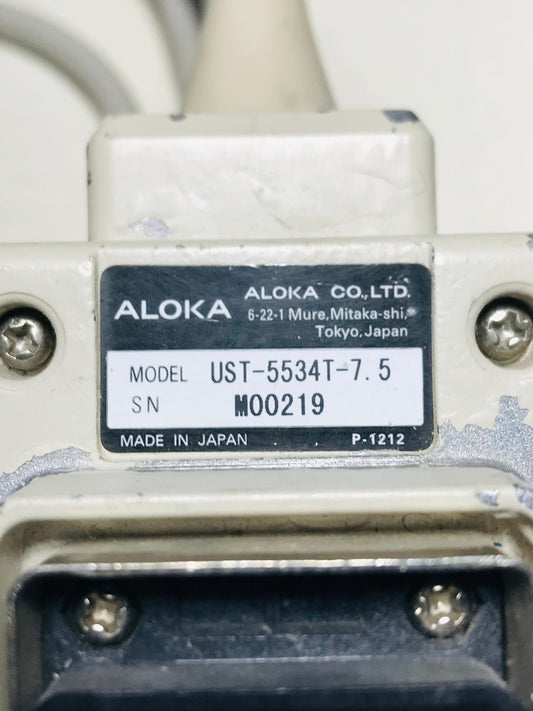 ALOKA
ALOKA CO.,LTD.
6-22-1 Mure,Mitaka-shi,
Tokyo,Japan
MODEL UST-5534T-7.5
SN M00219
MADE IN JAPAN P-1212